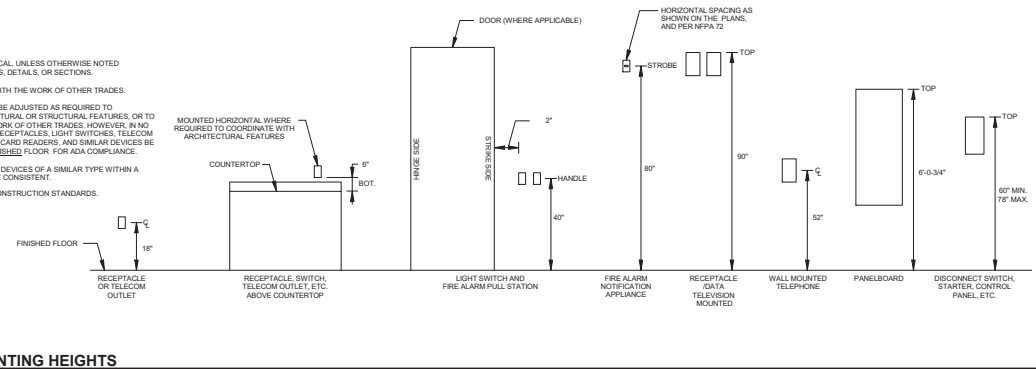 CAL, UNLESS OTHERWISE NOTED
S, DETAILS, OR SECTIONS.
ITH THE WORK OF OTHER TRADES.
BE ADJUSTED AS REQUIRED TO
TURAL OR STRUCTURAL FEATURES, OR TO
ORK OF OTHER TRADES. HOWEVER, IN NO
RECEPTACLES, LIGHT SWITCHES, TELECOM
CARD READERS, AND SIMILAR DEVICES BE
NISHED FLOOR FOR ADA COMPLIANCE.
DEVICES OF A SIMILAR TYPE WITHIN A
E CONSISTENT.
ONSTRUCTION STANDARDS.
FINISHED FLOOR
℄
18"
RECEPTACLE
OR TELECOM
OUTLET
MOUNTED HORIZONTAL WHERE
REQUIRED TO COORDINATE WITH
ARCHITECTURAL FEATURES
COUNTERTOP
6"
BOT.
RECEPTACLE, SWITCH,
TELECOM OUTLET, ETC.
ABOVE COUNTERTOP
DOOR (WHERE APPLICABLE)
HINGE SIDE
STRIKE SIDE
2"
HANDLE
40"
LIGHT SWITCH AND
FIRE ALARM PULL STATION
HORIZONTAL SPACING AS
SHOWN ON THE PLANS,
AND PER NFPA 72
STROBE
80"
FIRE ALARM
NOTIFICATION
APPLIANCE
TOP
90"
RECEPTACLE
/DATA
TELEVISION
MOUNTED
℄
52"
WALL MOUNTED
TELEPHONE
TOP
6'-0-3/4"
PANELBOARD
TOP
60" MIN.
78" MAX.
DISCONNECT SWITCH,
STARTER, CONTROL
PANEL, ETC.
NTING HEIGHTS